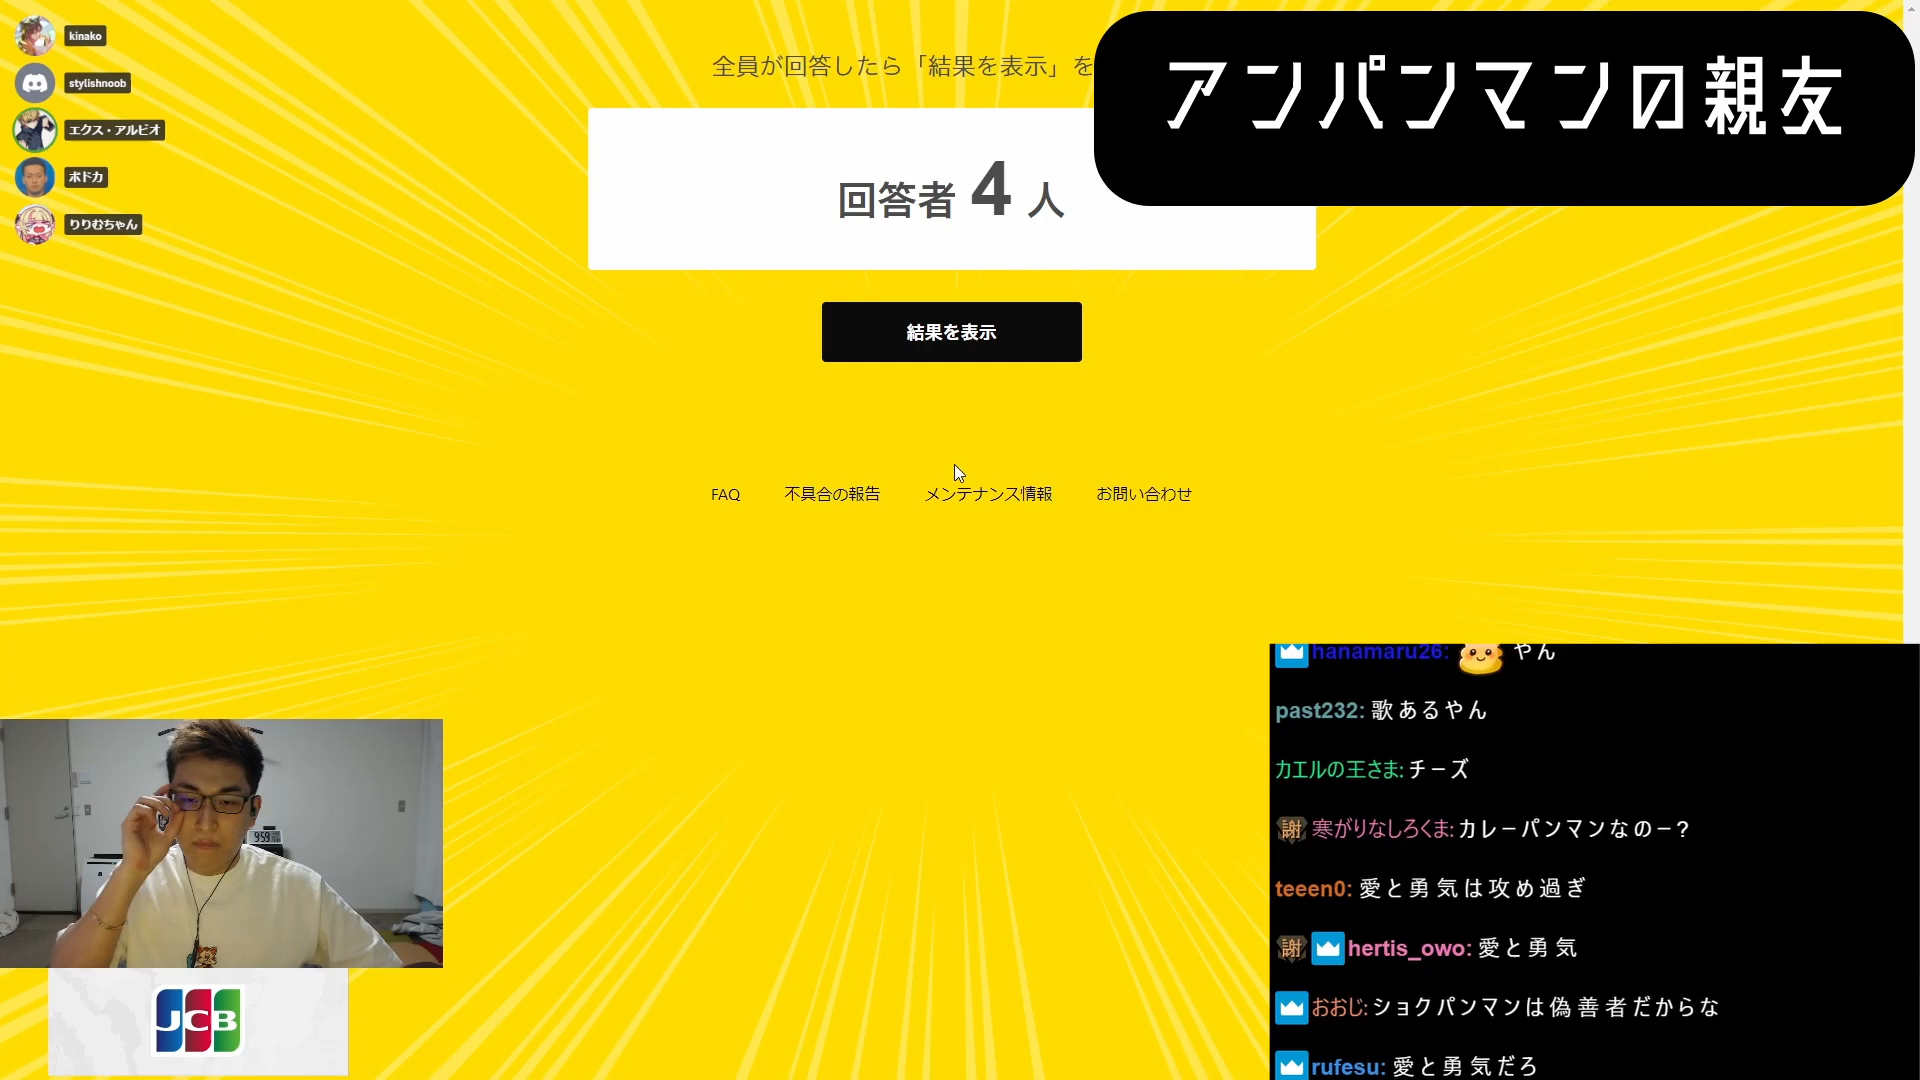 kinako
stylishnoob
エクス・アルビオ
ボドカ
りりむちゃん
全員が回答したら「結果を表示」を
アンパンマンの親友
回答者 4 人
結果を表示
FAQ 不具合の報告 メンテナンス情報 お問い合わせ
hanamaru26: やん
past232: 歌あるやん
カエルの王さま: チーズ
謝 寒がりなしろくま: カレーパンマンなのー?
teeen0: 愛と勇気は攻め過ぎ
謝 hertis_owo: 愛と勇気
おおじ: ショクパンマンは偽善者だからな
rufesu: 愛と勇気だろ
9:59
JCB